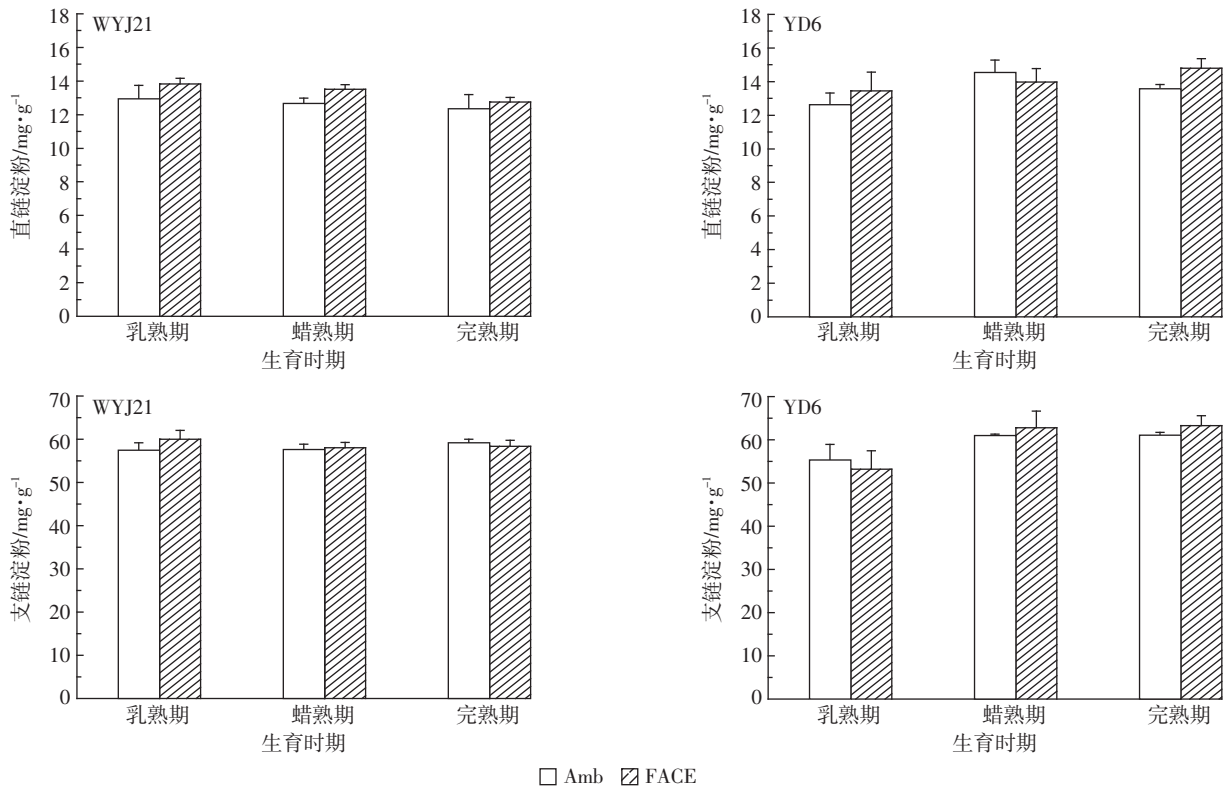 WYJ21
18
16
14
12
10
8
6
4
2
0
直链淀粉/mg·g⁻¹
乳熟期 蜡熟期 完熟期
生育时期
YD6
18
16
14
12
10
8
6
4
2
0
直链淀粉/mg·g⁻¹
乳熟期 蜡熟期 完熟期
生育时期
WYJ21
70
60
50
40
30
20
10
0
支链淀粉/mg·g⁻¹
乳熟期 蜡熟期 完熟期
生育时期
YD6
70
60
50
40
30
20
10
0
支链淀粉/mg·g⁻¹
乳熟期 蜡熟期 完熟期
生育时期
Amb FACE